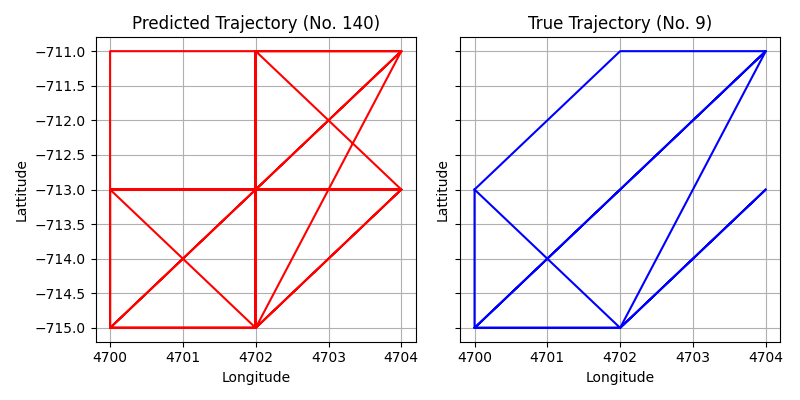 Predicted Trajectory (No. 140)
True Trajectory (No. 9)
Lattitude
−711.0
−711.5
−712.0
−712.5
−713.0
−713.5
−714.0
−714.5
−715.0
4700 4701 4702 4703 4704
Longitude
Lattitude
4700 4701 4702 4703 4704
Longitude